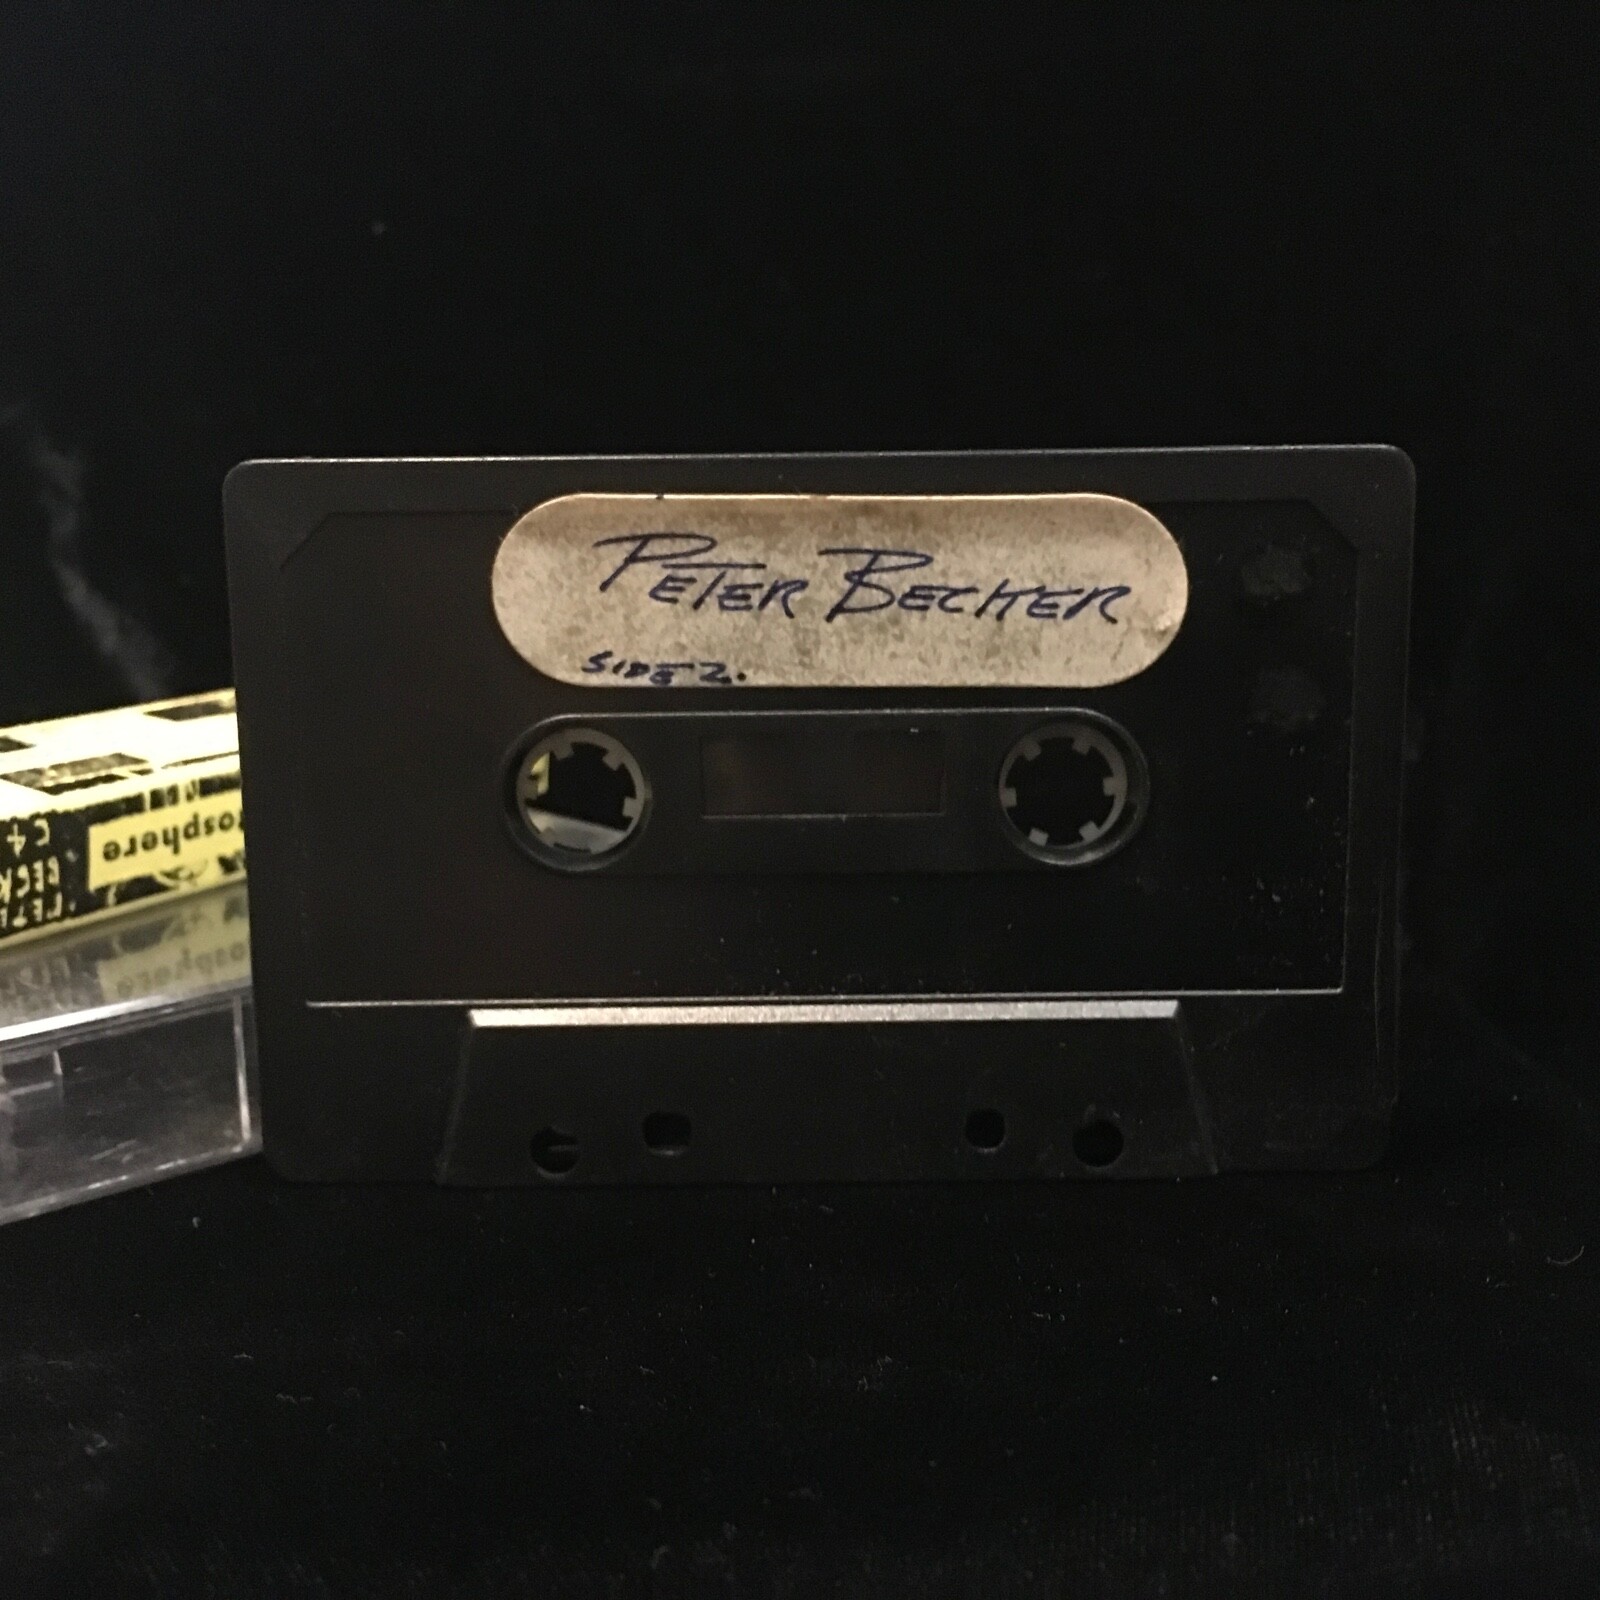 PETER BECKER
SIDE 2.
osphere
C4